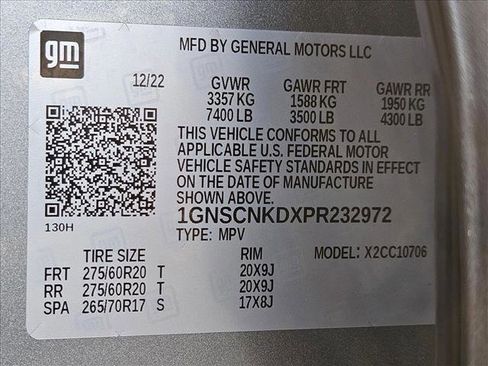 gm
MFD BY GENERAL MOTORS LLC
12/22 GVWR GAWR FRT GAWR RR
3357 KG 1588 KG 1950 KG
7400 LB 3500 LB 4300 LB
THIS VEHICLE CONFORMS TO ALL
APPLICABLE U.S. FEDERAL MOTOR
VEHICLE SAFETY STANDARDS IN EFFECT
ON THE DATE OF MANUFACTURE
SHOWN ABOVE.
1GNSCNKDXPR232972
130H TYPE: MPV MODEL: X2CC10706
TIRE SIZE RIM
FRT 275/60R20 T 20X9J
RR 275/60R20 T 20X9J
SPA 265/70R17 S 17X8J